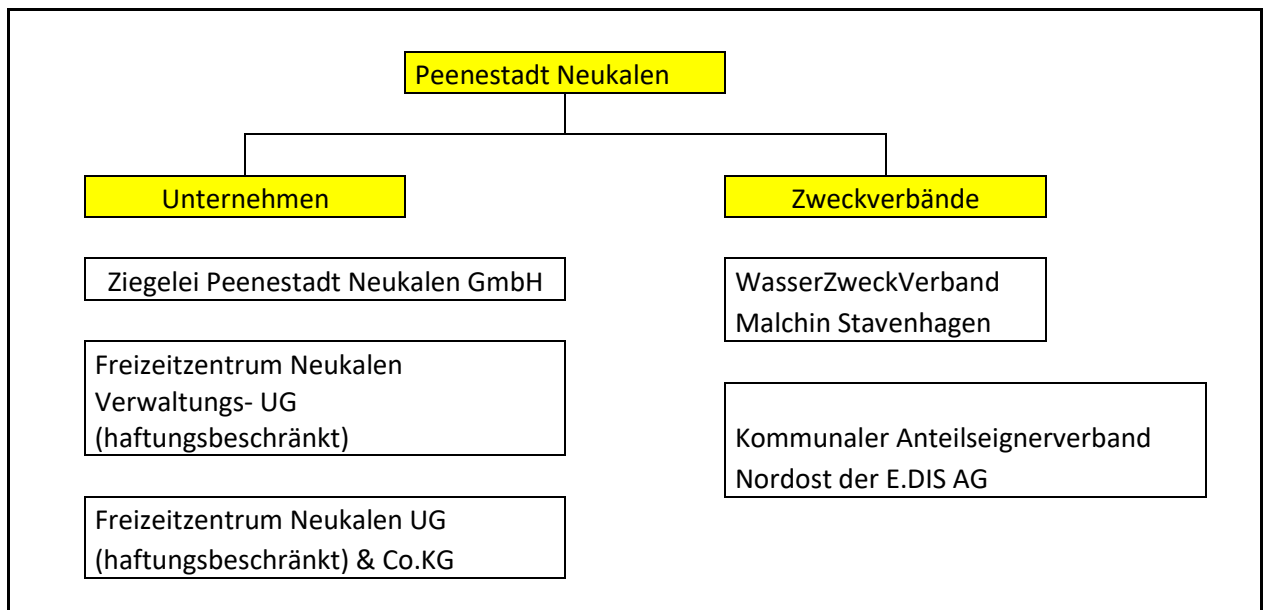 Peenestadt Neukalen
Unternehmen
Zweckverbände
Ziegelei Peenestadt Neukalen GmbH
Freizeitzentrum Neukalen
Verwaltungs- UG
(haftungsbeschränkt)
Freizeitzentrum Neukalen UG
(haftungsbeschränkt) & Co.KG
WasserZweckVerband
Malchin Stavenhagen
Kommunaler Anteilseignerverband
Nordost der E.DIS AG